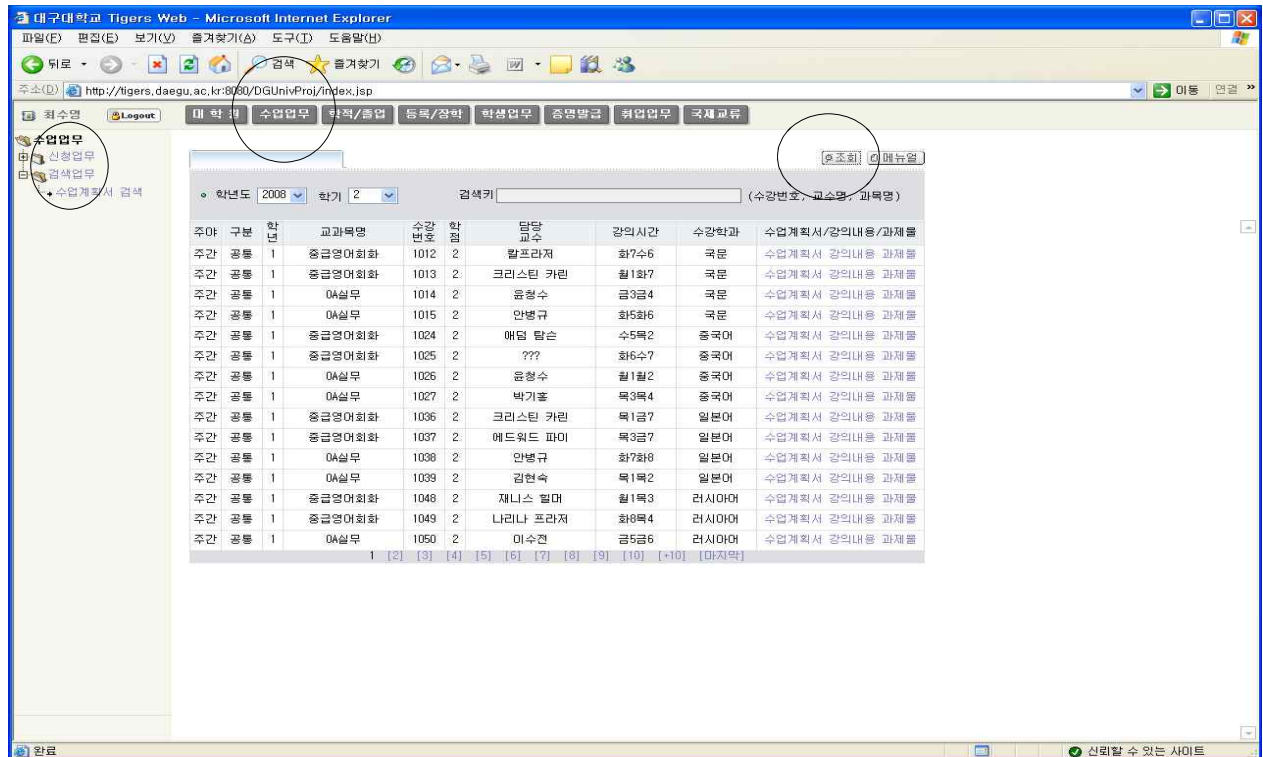 대구대학교 Tigers Web - Microsoft Internet Explorer
파일(F) 편집(E) 보기(V) 즐겨찾기(A) 도구(T) 도움말(H)
뒤로 검색 즐겨찾기
주소(D) http://tigers.daegu.ac.kr:8080/DGUnivProj/index.jsp 이동 연결 »
최수영 Logout 대 학 원 수업업무 학적/졸업 등록/장학 학생업무 증명발급 취업업무 국제교류
수업업무
신청업무
검색업무
수업계획서 검색
조회 메뉴얼
학년도 2008 학기 2 검색키 (수강번호, 교수명, 과목명)
주야 구분 학년 교과목명 수강번호 학점 담당교수 강의시간 수강학과 수업계획서/강의내용/과제물
주간 공통 1 중급영어회화 1012 2 칼프라저 화7수6 국문 수업계획서 강의내용 과제물
주간 공통 1 중급영어회화 1013 2 크리스틴 카린 월1화7 국문 수업계획서 강의내용 과제물
주간 공통 1 OA실무 1014 2 윤청수 금3금4 국문 수업계획서 강의내용 과제물
주간 공통 1 OA실무 1015 2 안병규 화5화6 국문 수업계획서 강의내용 과제물
주간 공통 1 중급영어회화 1024 2 애덤 탐슨 수5목2 중국어 수업계획서 강의내용 과제물
주간 공통 1 중급영어회화 1025 2 ??? 화6수7 중국어 수업계획서 강의내용 과제물
주간 공통 1 OA실무 1026 2 윤청수 월1월2 중국어 수업계획서 강의내용 과제물
주간 공통 1 OA실무 1027 2 박기홍 목3목4 중국어 수업계획서 강의내용 과제물
주간 공통 1 중급영어회화 1036 2 크리스틴 카린 목1금7 일본어 수업계획서 강의내용 과제물
주간 공통 1 중급영어회화 1037 2 에드워드 파이 목3금7 일본어 수업계획서 강의내용 과제물
주간 공통 1 OA실무 1038 2 안병규 화7화8 일본어 수업계획서 강의내용 과제물
주간 공통 1 OA실무 1039 2 김현숙 목1목2 일본어 수업계획서 강의내용 과제물
주간 공통 1 중급영어회화 1048 2 재니스 헐머 월1목3 러시아어 수업계획서 강의내용 과제물
주간 공통 1 중급영어회화 1049 2 나리나 프라저 화8목4 러시아어 수업계획서 강의내용 과제물
주간 공통 1 OA실무 1050 2 이수전 금5금6 러시아어 수업계획서 강의내용 과제물
1 [2] [3] [4] [5] [6] [7] [8] [9] [10] [+10] [마지막]
완료 신뢰할 수 있는 사이트